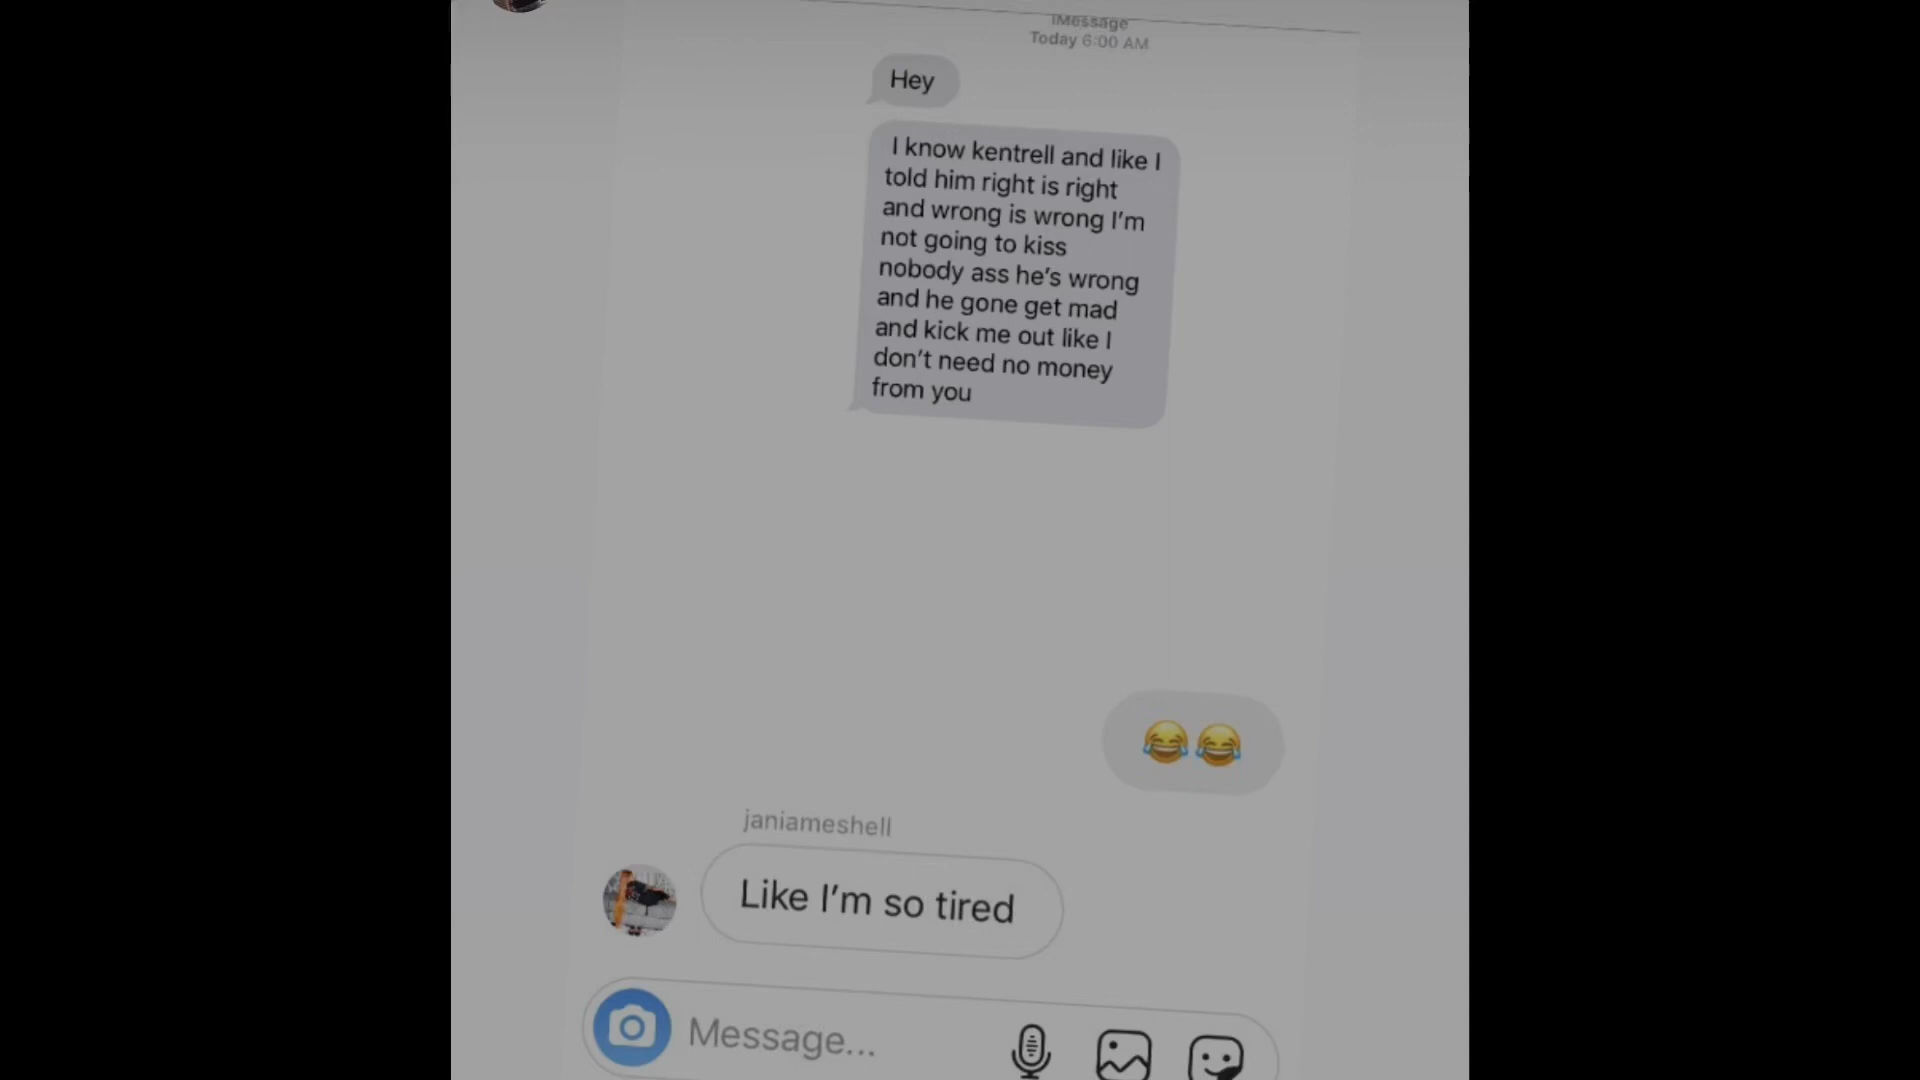 iMessage
Today 6:00 AM
Hey
I know kentrell and like I
told him right is right
and wrong is wrong I'm
not going to kiss
nobody ass he's wrong
and he gone get mad
and kick me out like I
don't need no money
from you
😂😂
janiameshell
Like I'm so tired
Message...